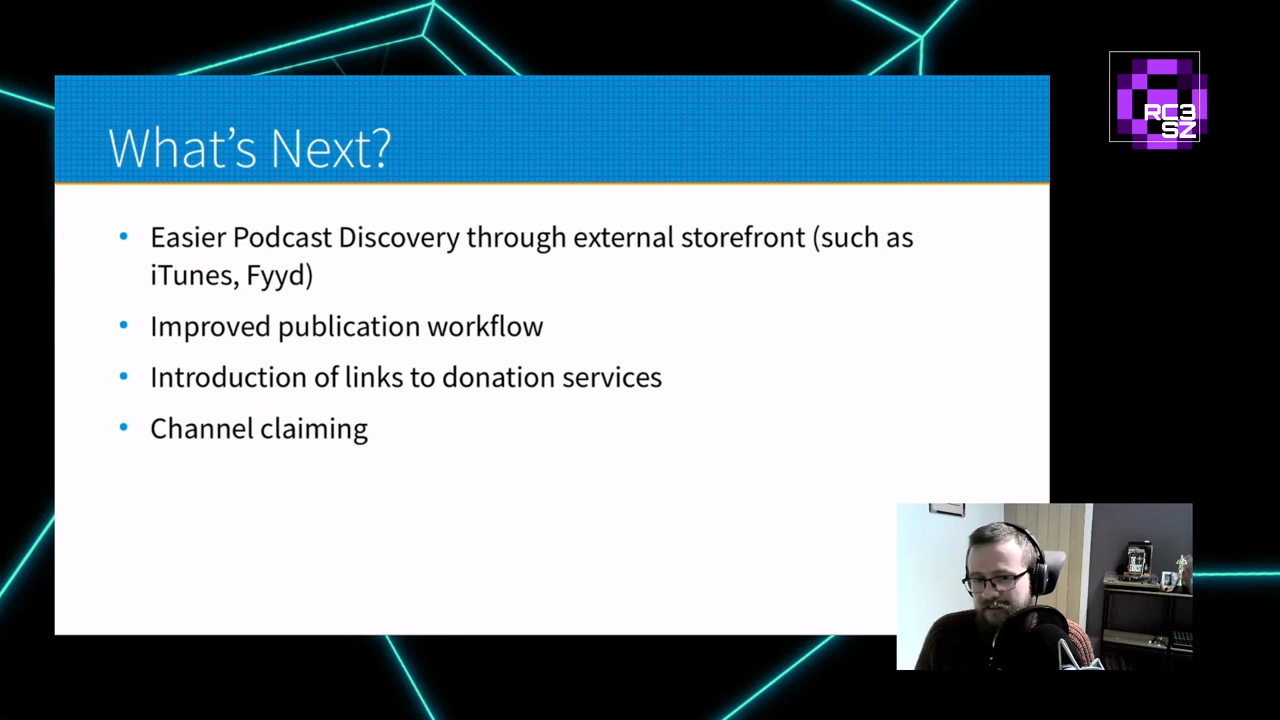 What's Next?
Easier Podcast Discovery through external storefront (such as
iTunes, Fyyd)
Improved publication workflow
Introduction of links to donation services
Channel claiming
RC3
SZ